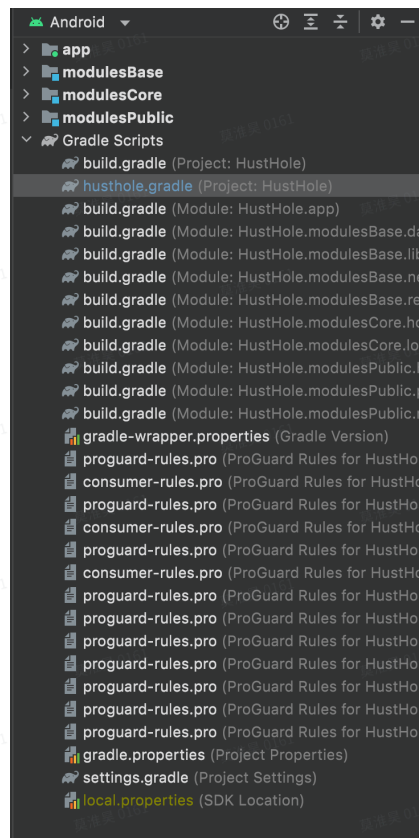 Android
app
modulesBase
modulesCore
modulesPublic
Gradle Scripts
build.gradle (Project: HustHole)
husthole.gradle (Project: HustHole)
build.gradle (Module: HustHole.app)
build.gradle (Module: HustHole.modulesBase.da
build.gradle (Module: HustHole.modulesBase.lib
build.gradle (Module: HustHole.modulesBase.ne
build.gradle (Module: HustHole.modulesBase.re
build.gradle (Module: HustHole.modulesCore.ho
build.gradle (Module: HustHole.modulesCore.lo
build.gradle (Module: HustHole.modulesPublic.l
build.gradle (Module: HustHole.modulesPublic.p
build.gradle (Module: HustHole.modulesPublic.r
gradle-wrapper.properties (Gradle Version)
proguard-rules.pro (ProGuard Rules for HustHo
consumer-rules.pro (ProGuard Rules for HustHo
proguard-rules.pro (ProGuard Rules for HustHo
consumer-rules.pro (ProGuard Rules for HustHo
proguard-rules.pro (ProGuard Rules for HustHo
consumer-rules.pro (ProGuard Rules for HustHo
proguard-rules.pro (ProGuard Rules for HustHo
proguard-rules.pro (ProGuard Rules for HustHo
proguard-rules.pro (ProGuard Rules for HustHo
proguard-rules.pro (ProGuard Rules for HustHo
proguard-rules.pro (ProGuard Rules for HustHo
proguard-rules.pro (ProGuard Rules for HustHo
proguard-rules.pro (ProGuard Rules for HustHo
gradle.properties (Project Properties)
settings.gradle (Project Settings)
local.properties (SDK Location)